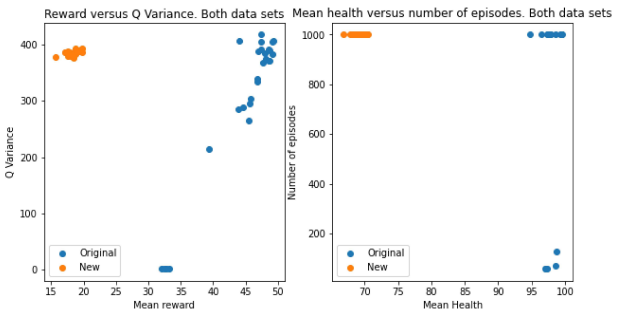 Reward versus Q Variance. Both data sets
Q Variance
400
300
200
100
0
15 20 25 30 35 40 45 50
Mean reward
Original
New
Mean health versus number of episodes. Both data sets
Number of episodes
1000
800
600
400
200
70 75 80 85 90 95 100
Mean Health
Original
New